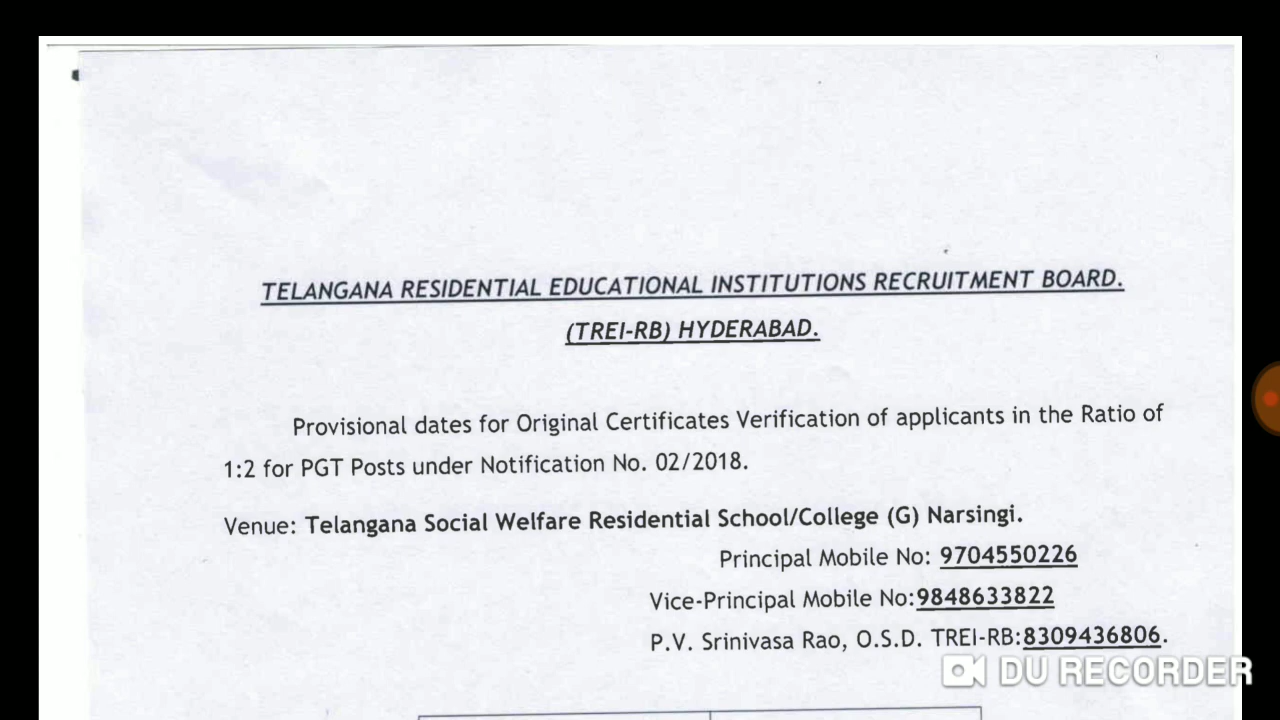 TELANGANA RESIDENTIAL EDUCATIONAL INSTITUTIONS RECRUITMENT BOARD.
(TREI-RB) HYDERABAD.
Provisional dates for Original Certificates Verification of applicants in the Ratio of
1:2 for PGT Posts under Notification No. 02/2018.
Venue: Telangana Social Welfare Residential School/College (G) Narsingi.
Principal Mobile No: 9704550226
Vice-Principal Mobile No:9848633822
P.V. Srinivasa Rao, O.S.D. TREI-RB:8309436806.
DU RECORDER